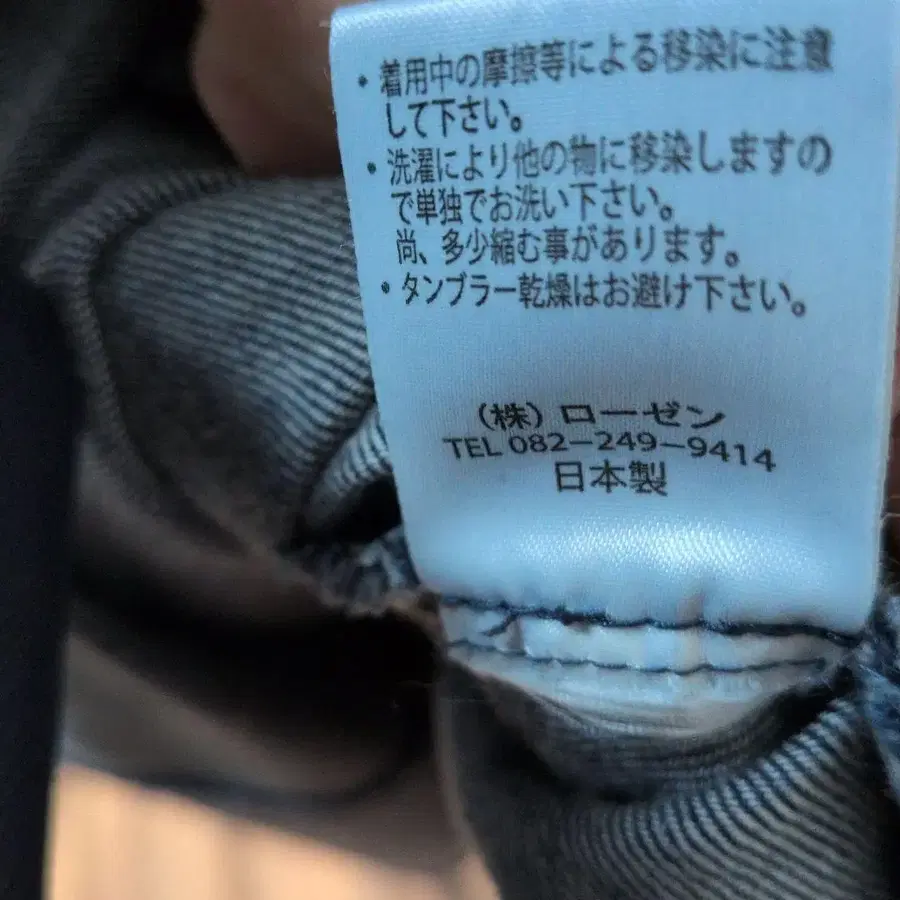 ・着用中の摩擦等による移染に注意
して下さい。
・洗濯により他の物に移染しますの
で単独でお洗い下さい。
尚、多少縮む事があります。
・タンブラー乾燥はお避け下さい。
(株)ローゼン
TEL 082-249-9414
日本製